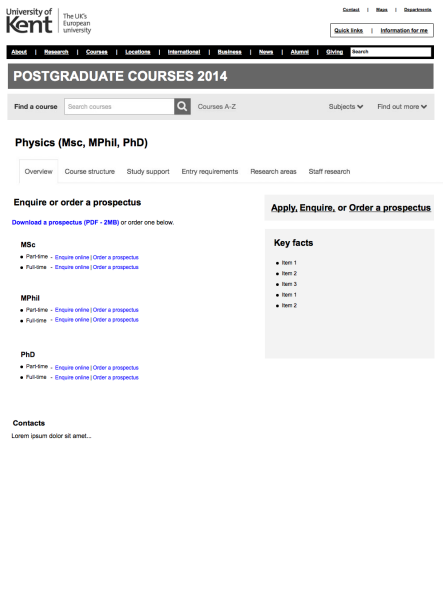 University of
Kent
The UK's
European
university
Contact | Maps | Departments
Quick links | Information for me
About | Research | Courses | Locations | International | Business | News | Alumni | Giving Search
POSTGRADUATE COURSES 2014
Find a course Search courses Courses A-Z Subjects Find out more
Physics (Msc, MPhil, PhD)
Overview Course structure Study support Entry requirements Research areas Staff research
Enquire or order a prospectus
Apply, Enquire, or Order a prospectus
Download a prospectus (PDF - 2MB) or order one below.
MSc
• Part-time - Enquire online | Order a prospectus
• Full-time - Enquire online | Order a prospectus
MPhil
• Part-time - Enquire online | Order a prospectus
• Full-time - Enquire online | Order a prospectus
PhD
• Part-time - Enquire online | Order a prospectus
• Full-time - Enquire online | Order a prospectus
Key facts
• Item 1
• Item 2
• Item 3
• Item 1
• Item 2
Contacts
Lorem ipsum dolor sit amet...